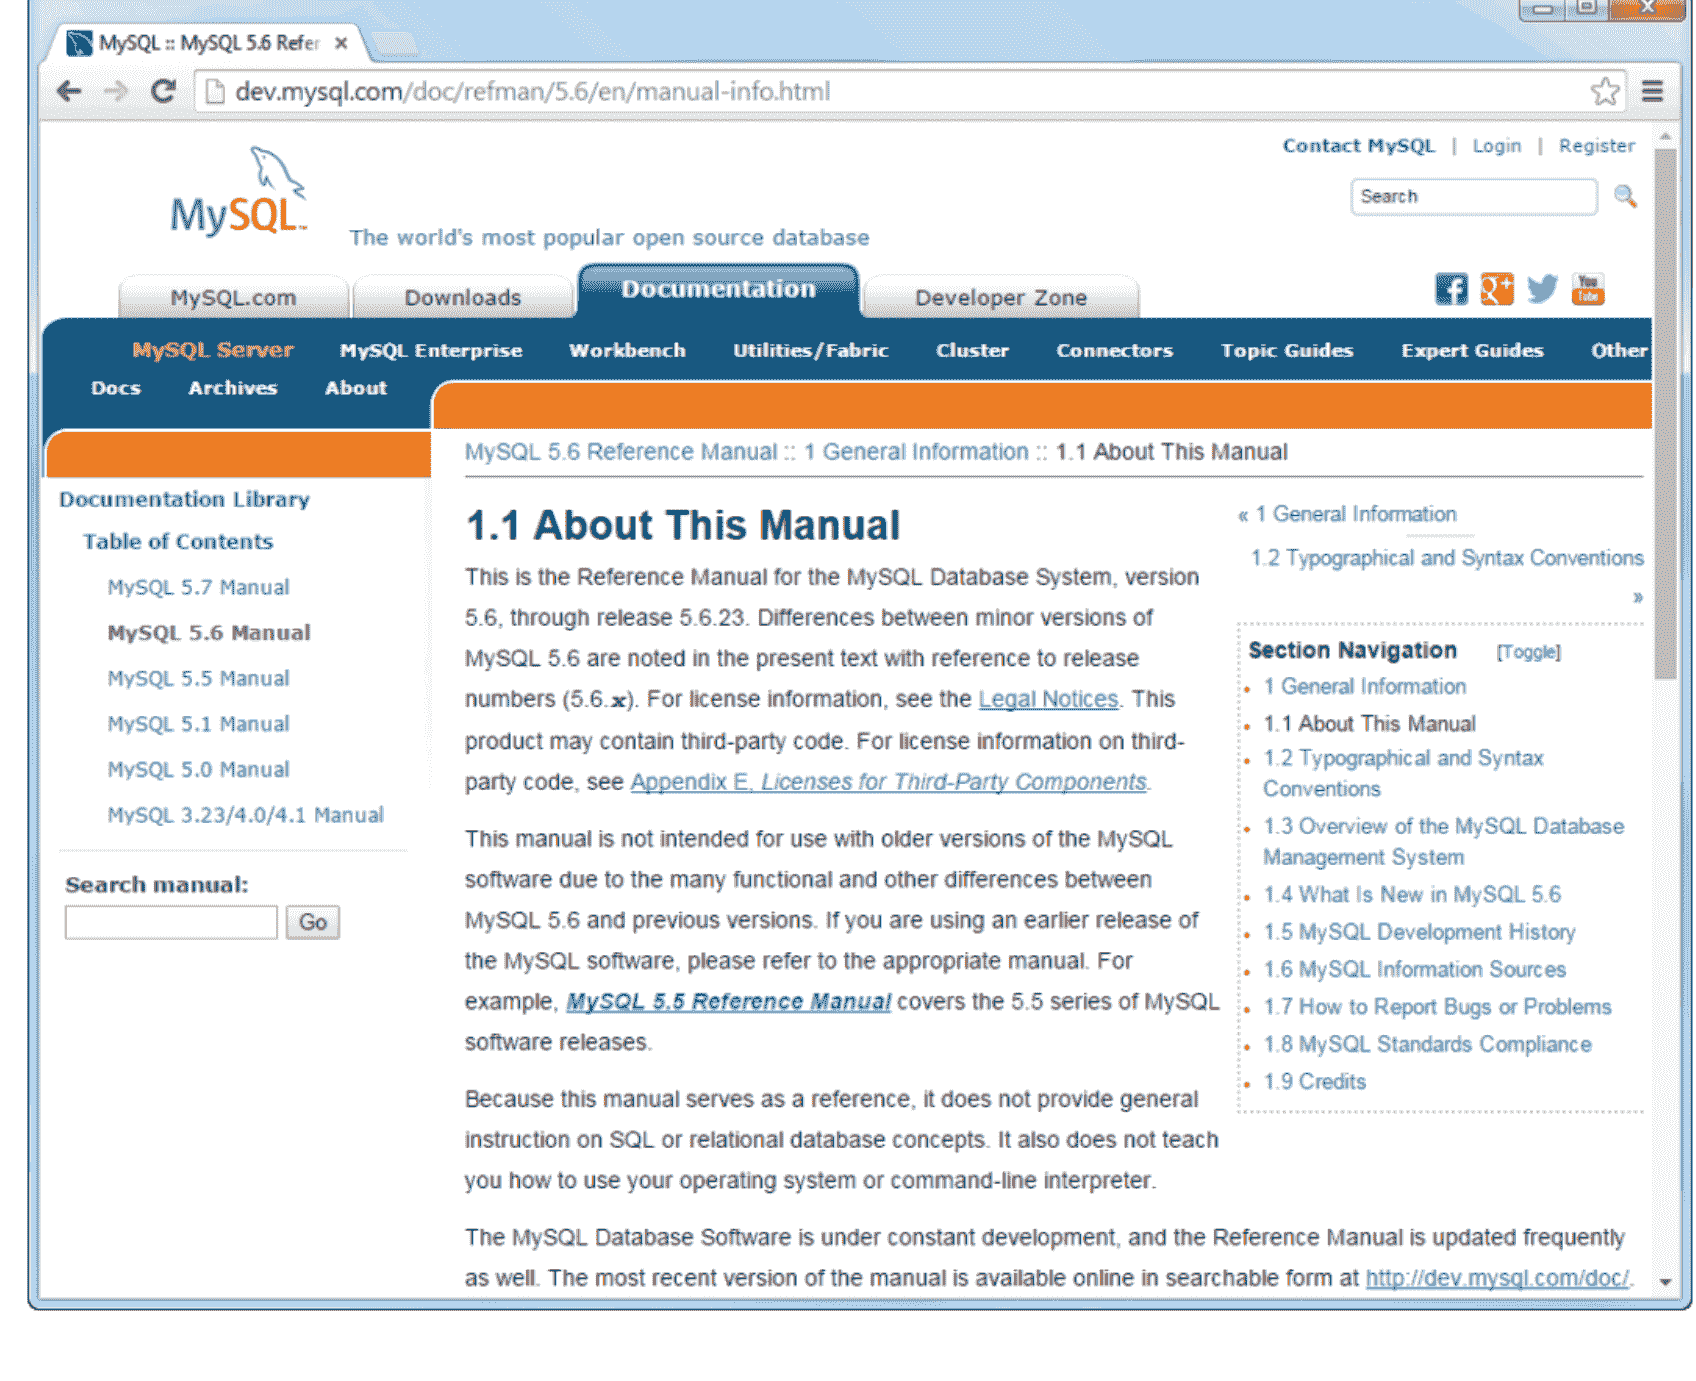 MySQL :: MySQL 5.6 Refer
dev.mysql.com/doc/refman/5.6/en/manual-info.html
Contact MySQL | Login | Register
Search
MySQL™
The world's most popular open source database
MySQL.com Downloads Documentation Developer Zone
You
Tube
MySQL Server MySQL Enterprise Workbench Utilities/Fabric Cluster Connectors Topic Guides Expert Guides Other
Docs Archives About
MySQL 5.6 Reference Manual :: 1 General Information :: 1.1 About This Manual
Documentation Library
Table of Contents
MySQL 5.7 Manual
MySQL 5.6 Manual
MySQL 5.5 Manual
MySQL 5.1 Manual
MySQL 5.0 Manual
MySQL 3.23/4.0/4.1 Manual
Search manual:
Go
1.1 About This Manual
This is the Reference Manual for the MySQL Database System, version
5.6, through release 5.6.23. Differences between minor versions of
MySQL 5.6 are noted in the present text with reference to release
numbers (5.6.x). For license information, see the Legal Notices. This
product may contain third-party code. For license information on third-
party code, see Appendix E, Licenses for Third-Party Components.
This manual is not intended for use with older versions of the MySQL
software due to the many functional and other differences between
MySQL 5.6 and previous versions. If you are using an earlier release of
the MySQL software, please refer to the appropriate manual. For
example, MySQL 5.5 Reference Manual covers the 5.5 series of MySQL
software releases.
Because this manual serves as a reference, it does not provide general
instruction on SQL or relational database concepts. It also does not teach
you how to use your operating system or command-line interpreter.
The MySQL Database Software is under constant development, and the Reference Manual is updated frequently
as well. The most recent version of the manual is available online in searchable form at http://dev.mysql.com/doc/.
« 1 General Information
1.2 Typographical and Syntax Conventions
»
Section Navigation [Toggle]
1 General Information
1.1 About This Manual
1.2 Typographical and Syntax
Conventions
1.3 Overview of the MySQL Database
Management System
1.4 What Is New in MySQL 5.6
1.5 MySQL Development History
1.6 MySQL Information Sources
1.7 How to Report Bugs or Problems
1.8 MySQL Standards Compliance
1.9 Credits